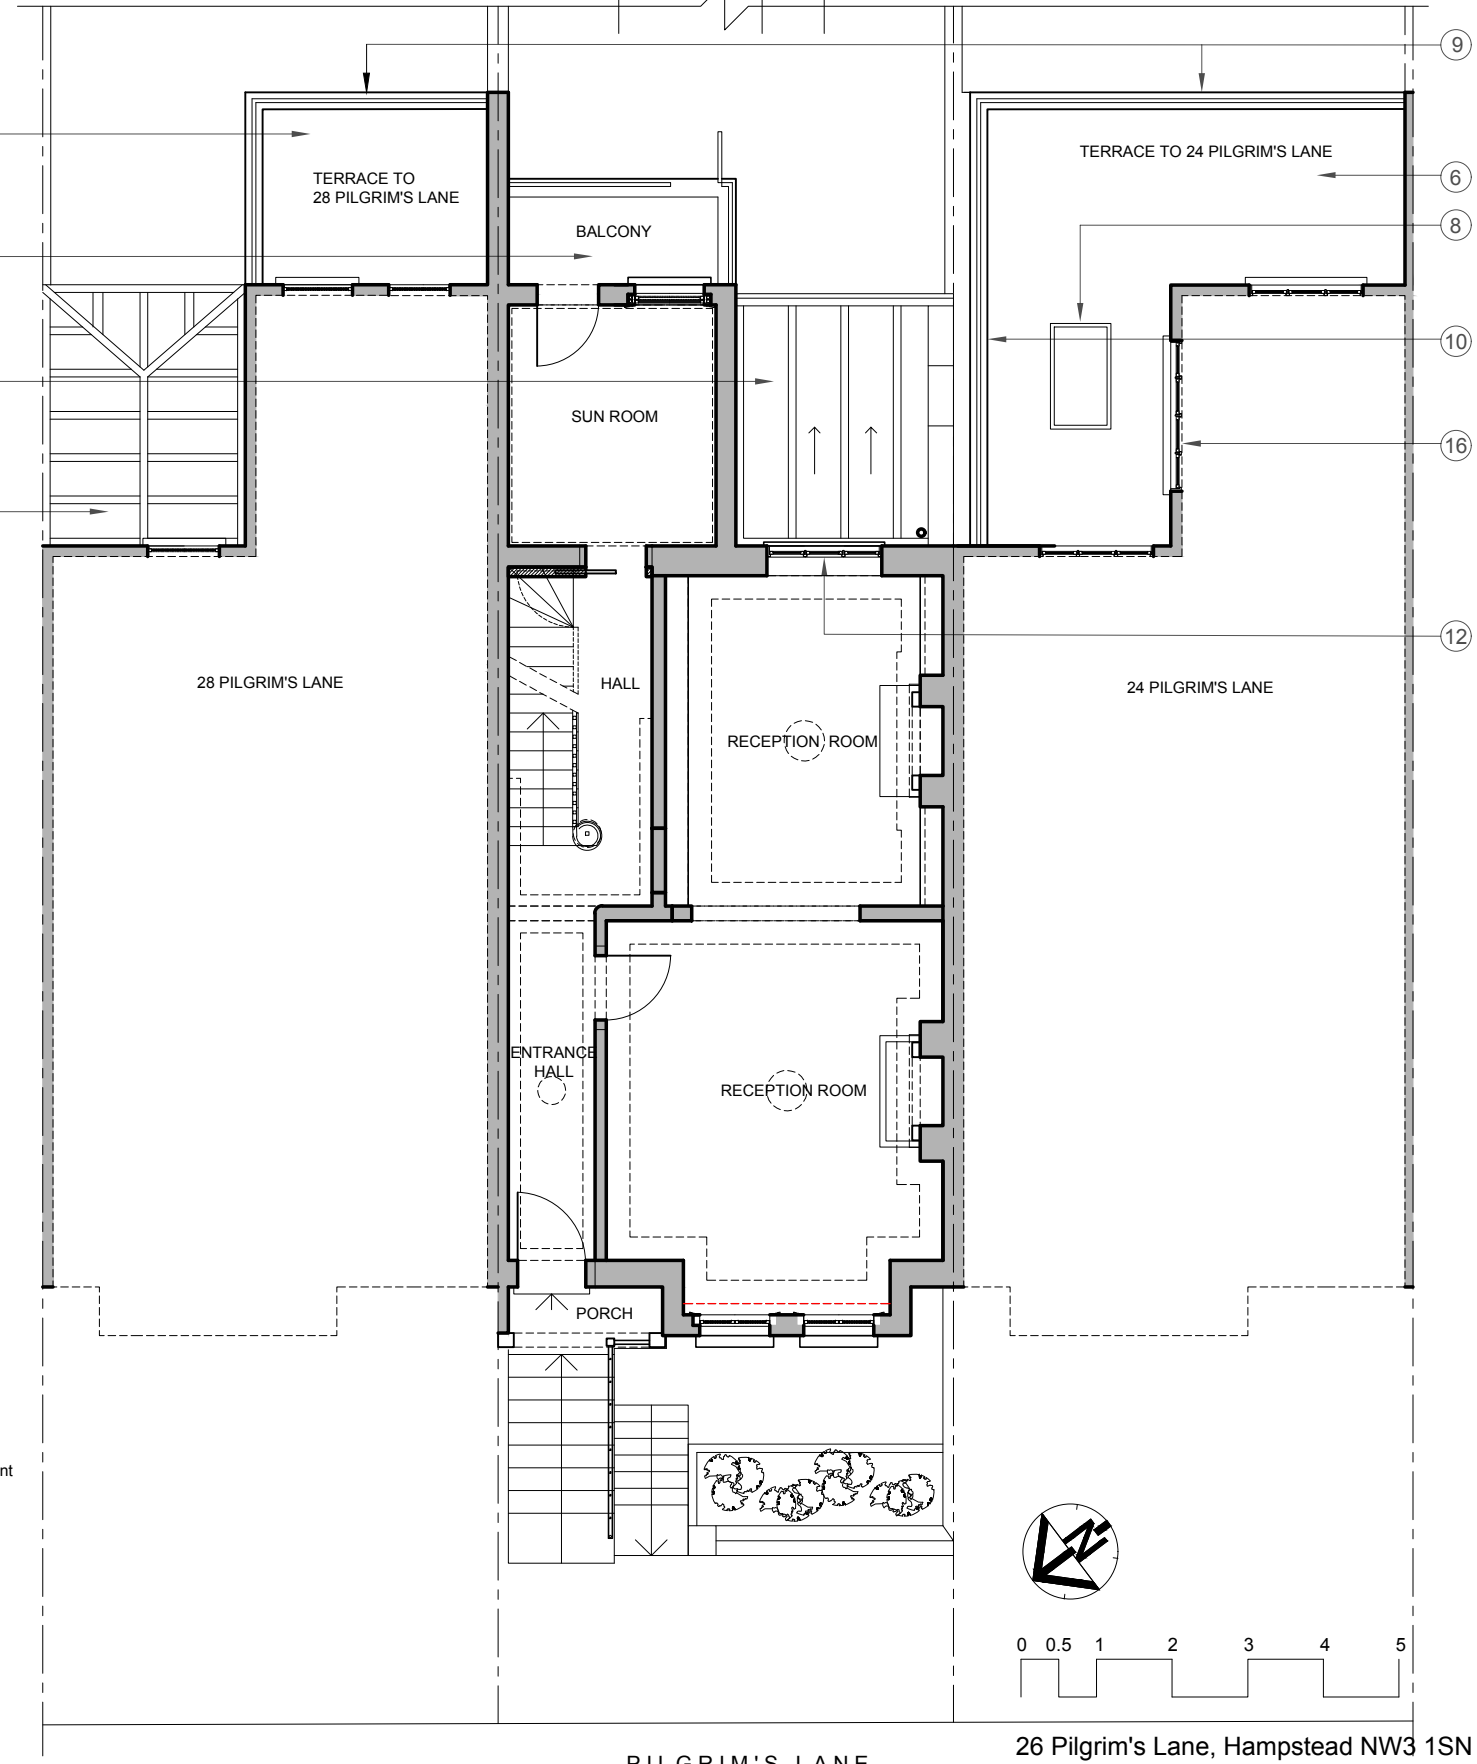 9
TERRACE TO 24 PILGRIM'S LANE
TERRACE TO
28 PILGRIM'S LANE
6
8
BALCONY
10
SUN ROOM
16
12
28 PILGRIM'S LANE
HALL
24 PILGRIM'S LANE
RECEPTION ROOM
ENTRANCE
HALL
RECEPTION ROOM
PORCH
nt
N
0 0.5 1 2 3 4 5
26 Pilgrim's Lane, Hampstead NW3 1SN
PILGRIM'S LANE